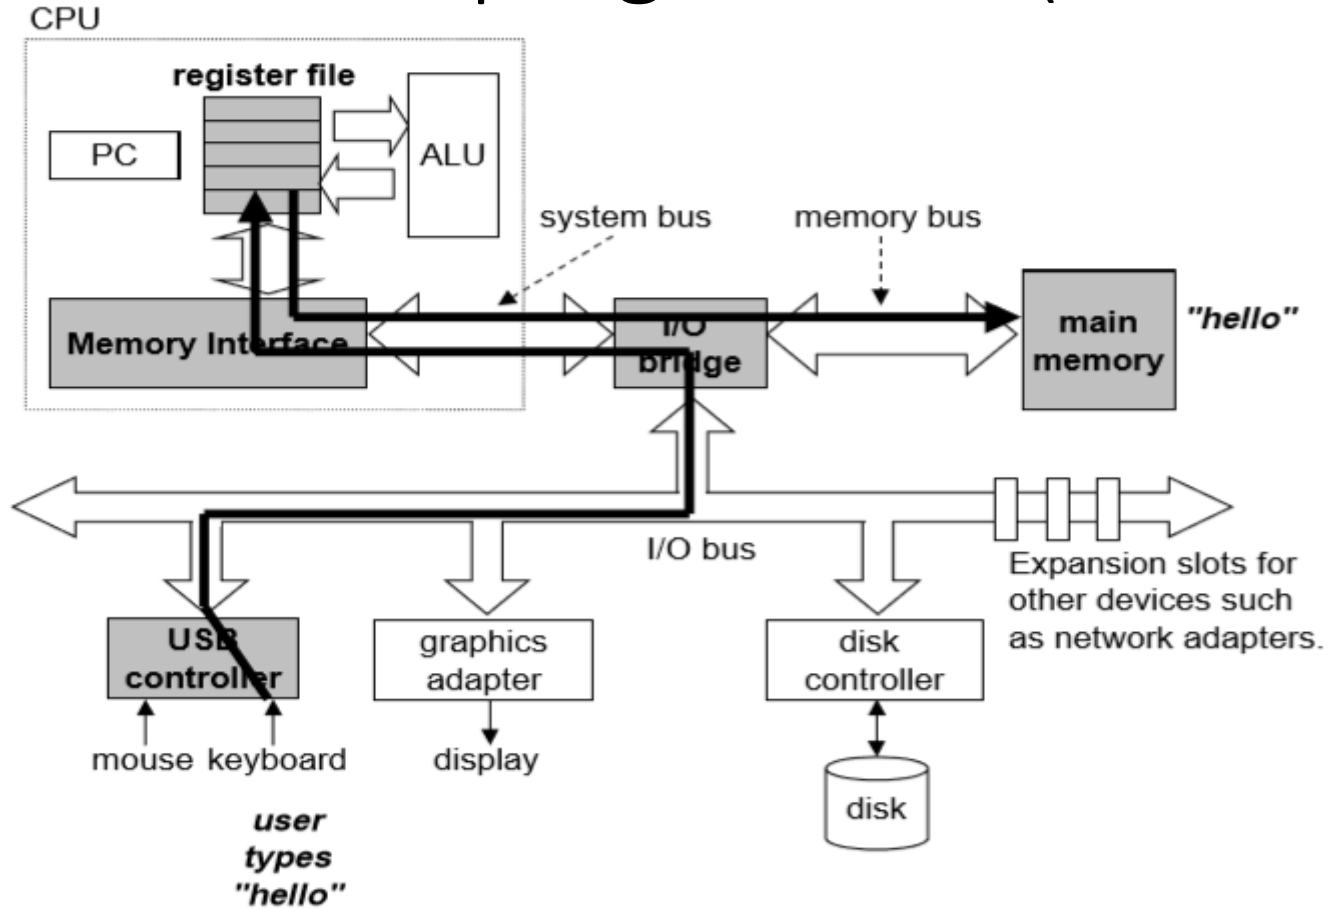 CPU
register file
PC
ALU
system bus
memory bus
Memory Interface
I/O
bridge
main
memory
"hello"
I/O bus
Expansion slots for
other devices such
as network adapters.
USB
controller
graphics
adapter
disk
controller
mouse
keyboard
display
disk
user
types
"hello"